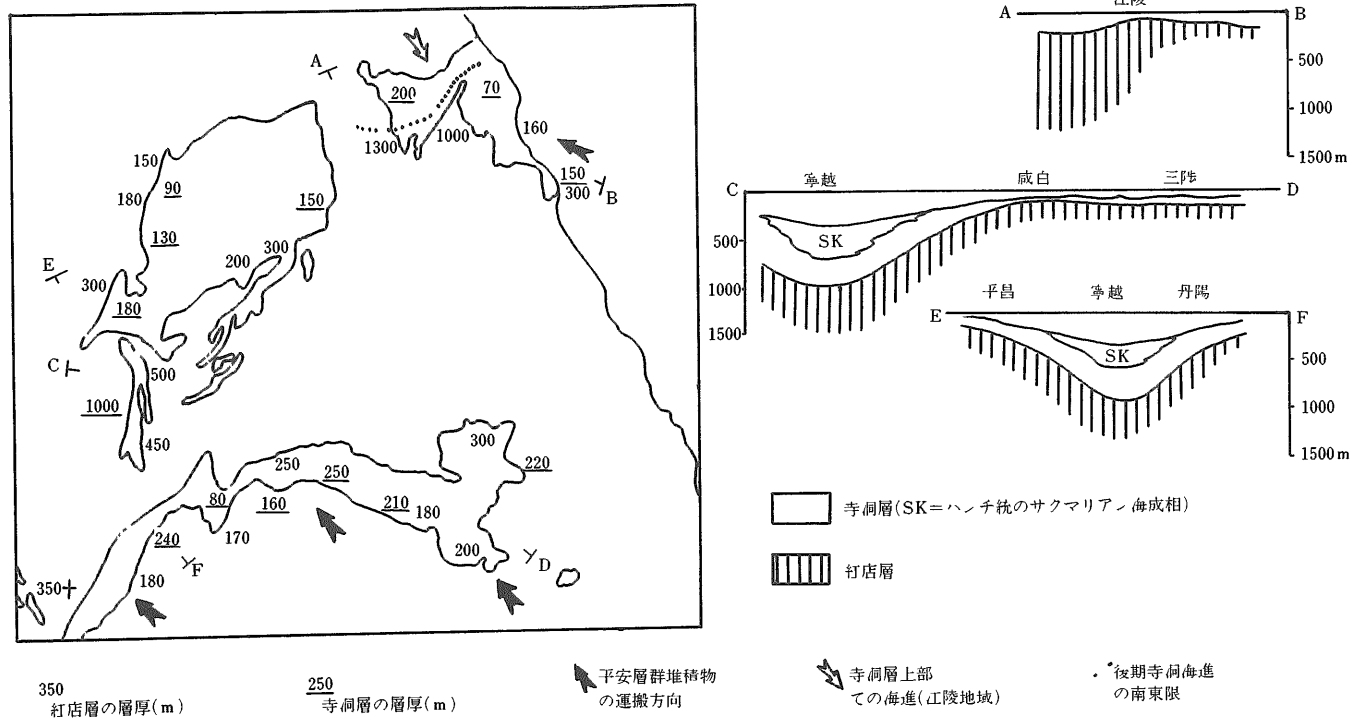 江陵
A B
500
1000
1500 m
C 寧越 咸白 三陟 D
SK
500
1000
1500
平昌 寧越 丹陽
E F
SK
500
1000
1500 m
A
200
70
1300
1000
160
150
300
B
150
180
90
150
130
E
300
180
200
300
C
500
1000
450
300
250
250
220
80
160
210
180
240
170
200
D
F
350
180
寺洞層(SK=ハンチ統のサクマリアン海成相)
紅店層
350
紅店層の層厚(m)
250
寺洞層の層厚(m)
平安層群堆積物
の運搬方向
寺洞層上部
での海進(江陵地域)
後期寺洞海進
の南東限